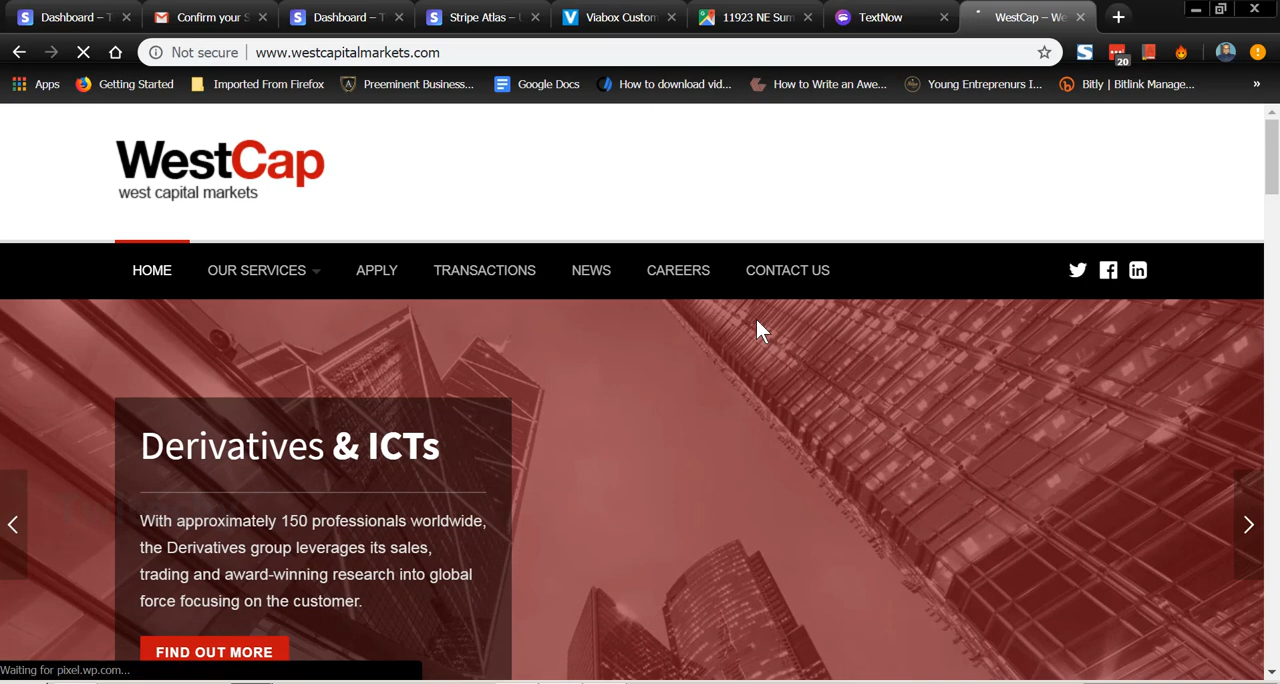 Dashboard – T
Confirm your S
Dashboard – T
Stripe Atlas – U
Viabox Custom
11923 NE Sum
TextNow
WestCap – We
Not secure
www.westcapitalmarkets.com
20
Apps
Getting Started
Imported From Firefox
Preeminent Business...
Google Docs
How to download vid...
How to Write an Awe...
Young Entreprenurs I...
Bitly | Bitlink Manage...
»
WestCap
west capital markets
HOME
OUR SERVICES
APPLY
TRANSACTIONS
NEWS
CAREERS
CONTACT US
Derivatives & ICTs
With approximately 150 professionals worldwide,
the Derivatives group leverages its sales,
trading and award-winning research into global
force focusing on the customer.
FIND OUT MORE
Waiting for pixel.wp.com...